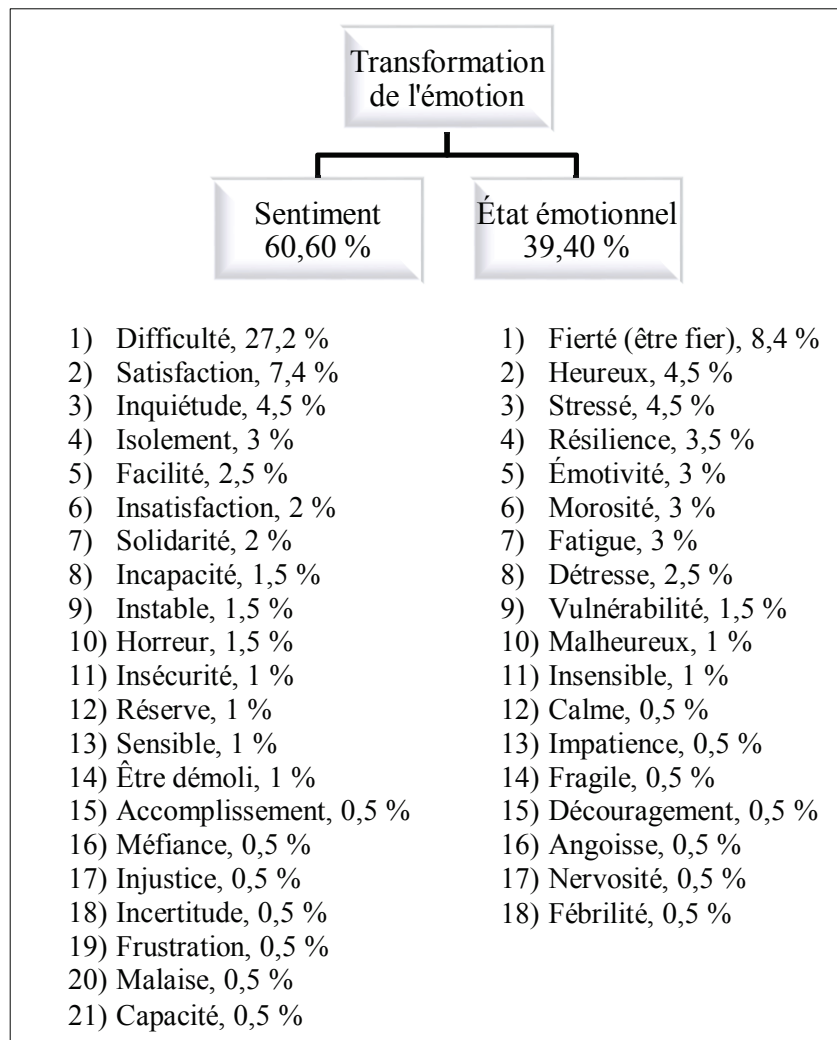 Transformation
de l'émotion
Sentiment
60,60 %
État émotionnel
39,40 %
1) Difficulté, 27,2 %
2) Satisfaction, 7,4 %
3) Inquiétude, 4,5 %
4) Isolement, 3 %
5) Facilité, 2,5 %
6) Insatisfaction, 2 %
7) Solidarité, 2 %
8) Incapacité, 1,5 %
9) Instable, 1,5 %
10) Horreur, 1,5 %
11) Insécurité, 1 %
12) Réserve, 1 %
13) Sensible, 1 %
14) Être démoli, 1 %
15) Accomplissement, 0,5 %
16) Méfiance, 0,5 %
17) Injustice, 0,5 %
18) Incertitude, 0,5 %
19) Frustration, 0,5 %
20) Malaise, 0,5 %
21) Capacité, 0,5 %
1) Fierté (être fier), 8,4 %
2) Heureux, 4,5 %
3) Stressé, 4,5 %
4) Résilience, 3,5 %
5) Émotivité, 3 %
6) Morosité, 3 %
7) Fatigue, 3 %
8) Détresse, 2,5 %
9) Vulnérabilité, 1,5 %
10) Malheureux, 1 %
11) Insensible, 1 %
12) Calme, 0,5 %
13) Impatience, 0,5 %
14) Fragile, 0,5 %
15) Découragement, 0,5 %
16) Angoisse, 0,5 %
17) Nervosité, 0,5 %
18) Fébrilité, 0,5 %